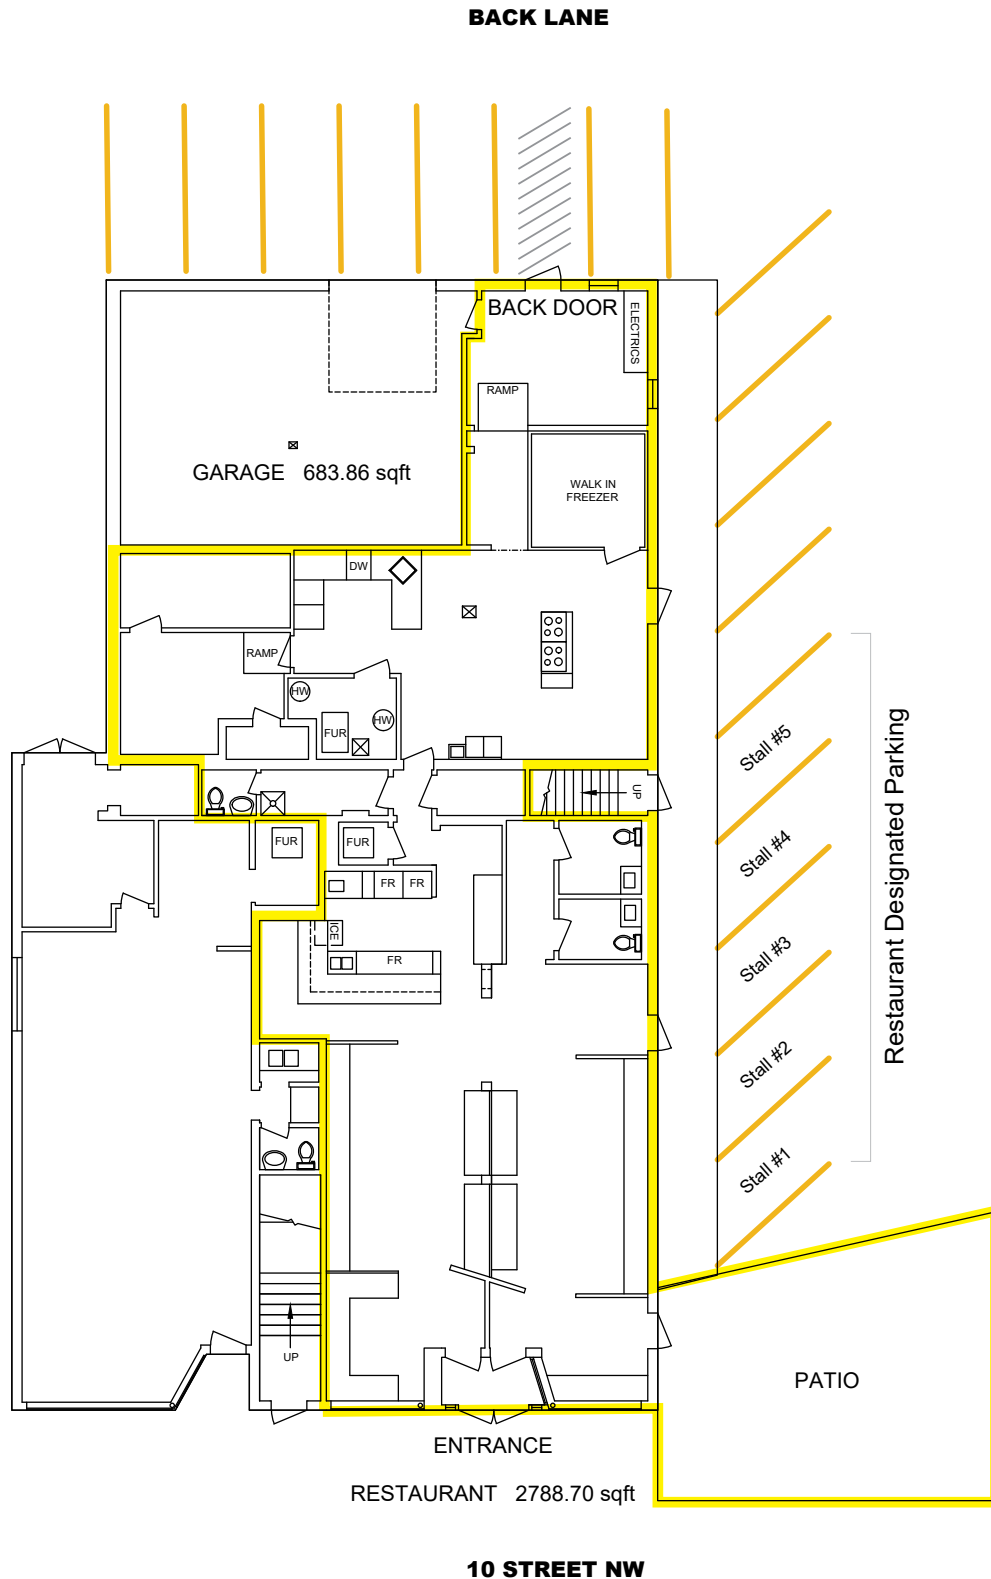 BACK LANE
BACK DOOR
ELECTRICS
RAMP
GARAGE 683.86 sqft
WALK IN
FREEZER
DW
RAMP
HW
HW
FUR
UP
FUR
FUR
FR
FR
ICE
FR
UP
Stall #5
Stall #4
Stall #3
Stall #2
Stall #1
Restaurant Designated Parking
PATIO
ENTRANCE
RESTAURANT 2788.70 sqft
10 STREET NW